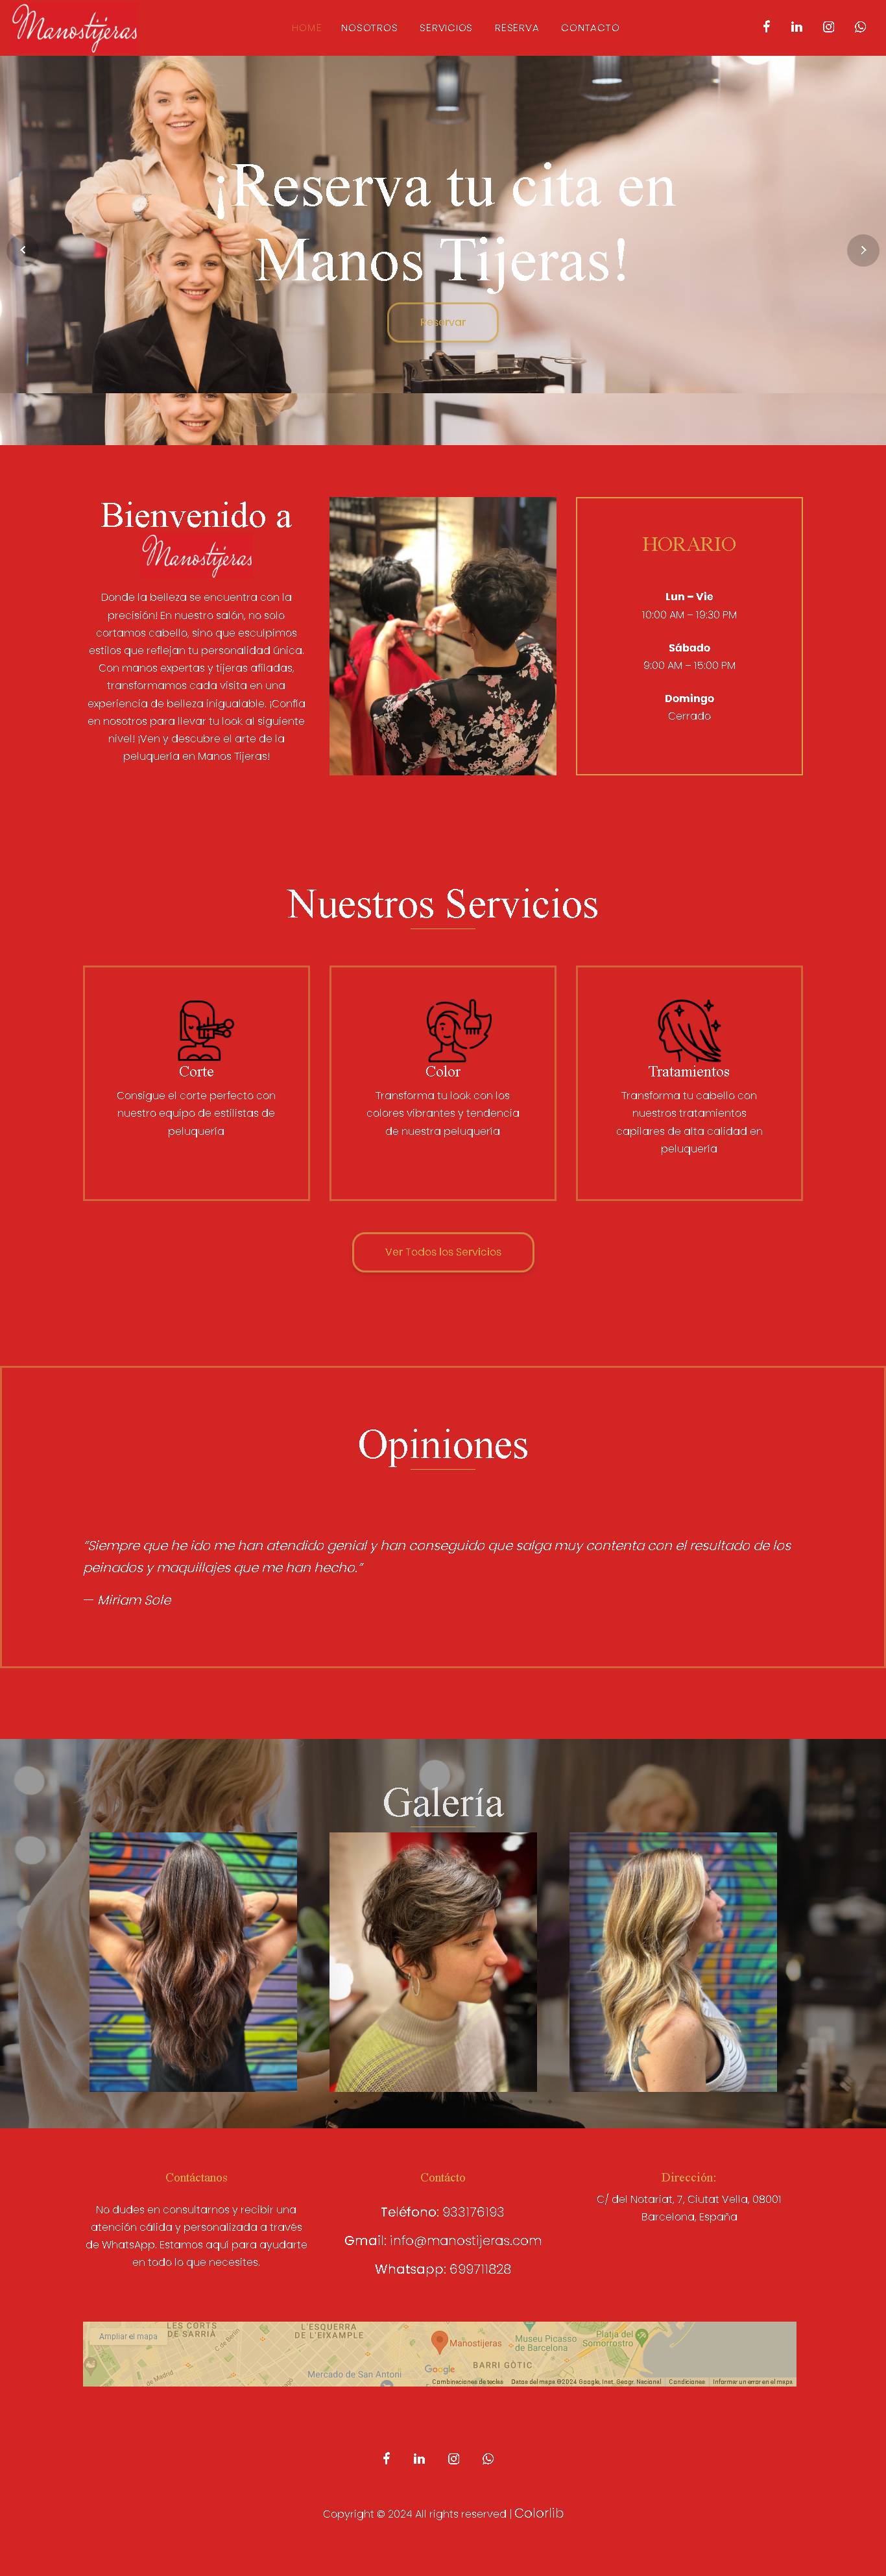 Manostijeras
HOME NOSOTROS SERVICIOS RESERVA CONTACTO
¡Reserva tu cita en
Manos Tijeras!
Reservar
Bienvenido a
Manostijeras
Donde la belleza se encuentra con la
precisión! En nuestro salón, no solo
cortamos cabello, sino que esculpimos
estilos que reflejan tu personalidad única.
Con manos expertas y tijeras afiladas,
transformamos cada visita en una
experiencia de belleza inigualable. ¡Confía
en nosotros para llevar tu look al siguiente
nivel! ¡Ven y descubre el arte de la
peluquería en Manos Tijeras!
HORARIO
Lun – Vie
10:00 AM – 19:30 PM
Sábado
9:00 AM – 15:00 PM
Domingo
Cerrado
Nuestros Servicios
Corte
Consigue el corte perfecto con
nuestro equipo de estilistas de
peluquería
Color
Transforma tu look con los
colores vibrantes y tendencia
de nuestra peluquería
Tratamientos
Transforma tu cabello con
nuestros tratamientos
capilares de alta calidad en
peluquería
Ver Todos los Servicios
Opiniones
"Siempre que he ido me han atendido genial y han conseguido que salga muy contenta con el resultado de los
peinados y maquillajes que me han hecho."
— Miriam Sole
Galería
Contáctanos
No dudes en consultarnos y recibir una
atención cálida y personalizada a través
de WhatsApp. Estamos aquí para ayudarte
en todo lo que necesites.
Contácto
Teléfono: 933176193
Gmail: info@manostijeras.com
Whatsapp: 699711828
Dirección:
C/ del Notariat, 7, Ciutat Vella, 08001
Barcelona, España
Ampliar el mapa
LES CORTS
DE SARRIÀ
C. de Berlín
L'ESQUERRA
DE L'EIXAMPLE
Manostijeras
Museu Picasso
de Barcelona
Platja del
Somorrostro
BARRI GÒTIC
Mercado de San Antoni
de Madrid
Google
Combinaciones de teclas Datos del mapa ©2024 Google, Inst. Geogr. Nacional Condiciones Informar un error en el mapa
Copyright © 2024 All rights reserved | Colorlib